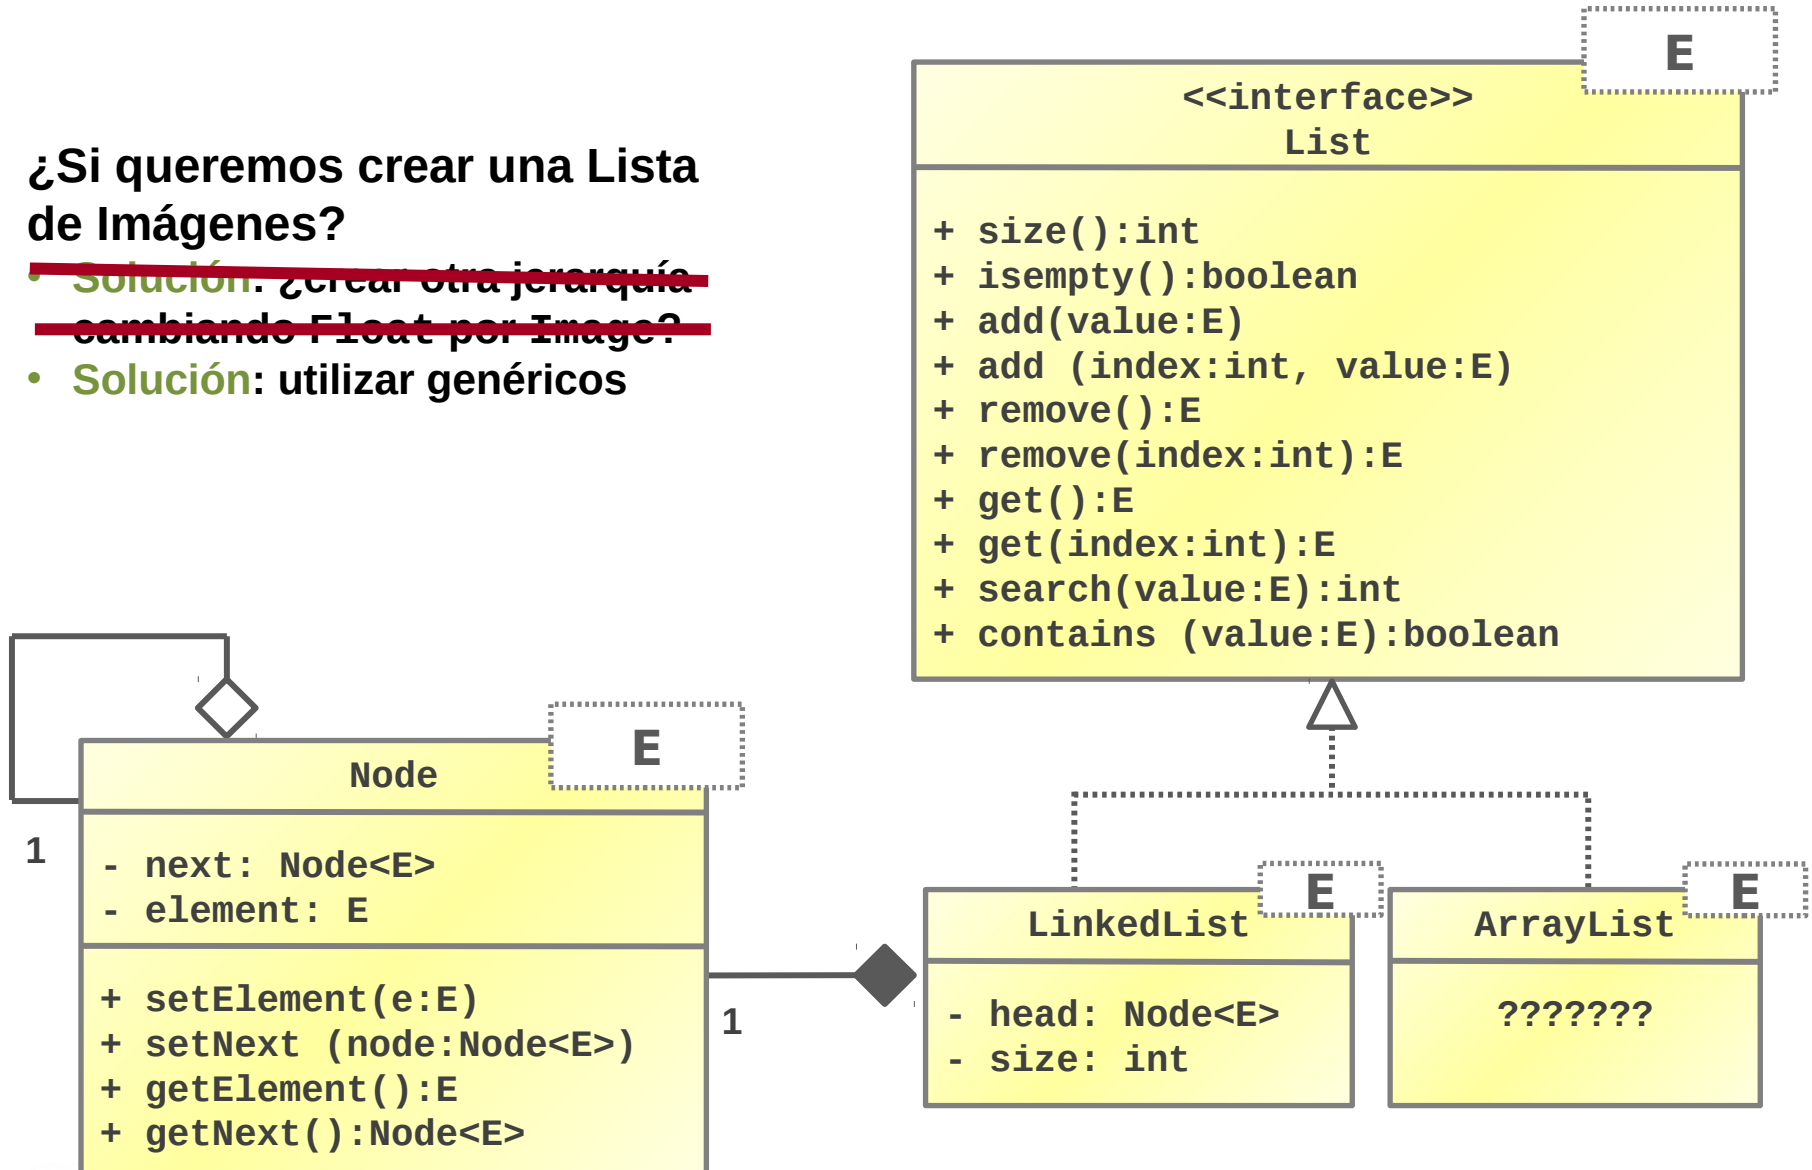 ¿Si queremos crear una Lista
de Imágenes?
• Solución: ¿crear otra jerarquía
cambiando Float por Image?
• Solución: utilizar genéricos
E
<<interface>>
List
+ size():int
+ isempty():boolean
+ add(value:E)
+ add (index:int, value:E)
+ remove():E
+ remove(index:int):E
+ get():E
+ get(index:int):E
+ search(value:E):int
+ contains (value:E):boolean
E
Node
1
- next: Node<E>
- element: E
+ setElement(e:E)
+ setNext (node:Node<E>)
+ getElement():E
+ getNext():Node<E>
1
E
LinkedList
- head: Node<E>
- size: int
E
ArrayList
???????